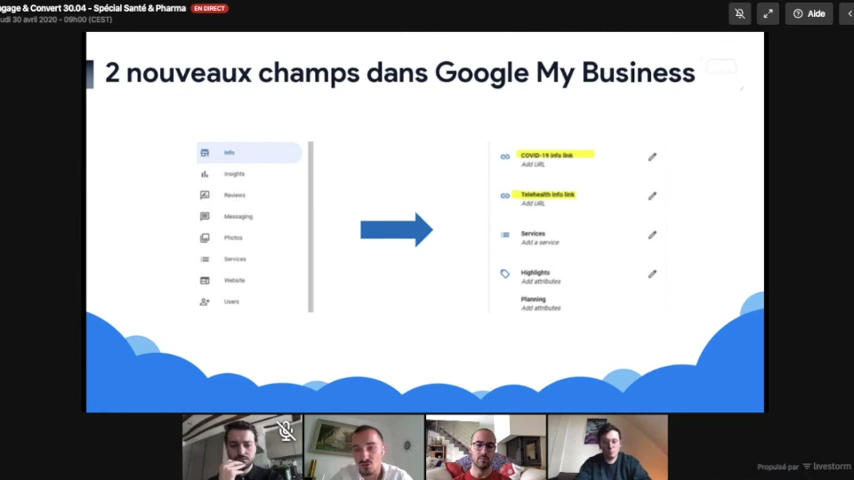 ngage & Convert 30.04 - Spécial Santé & Pharma EN DIRECT
udi 30 avril 2020 - 09h00 (CEST)
Aide
2 nouveaux champs dans Google My Business
Info
Insights
Reviews
Messaging
Photos
Services
Website
Users
COVID-19 info link
Add URL
Telehealth info link
Add URL
Services
Add a service
Highlights
Add attributes
Planning
Add attributes
Propulsé par livestorm